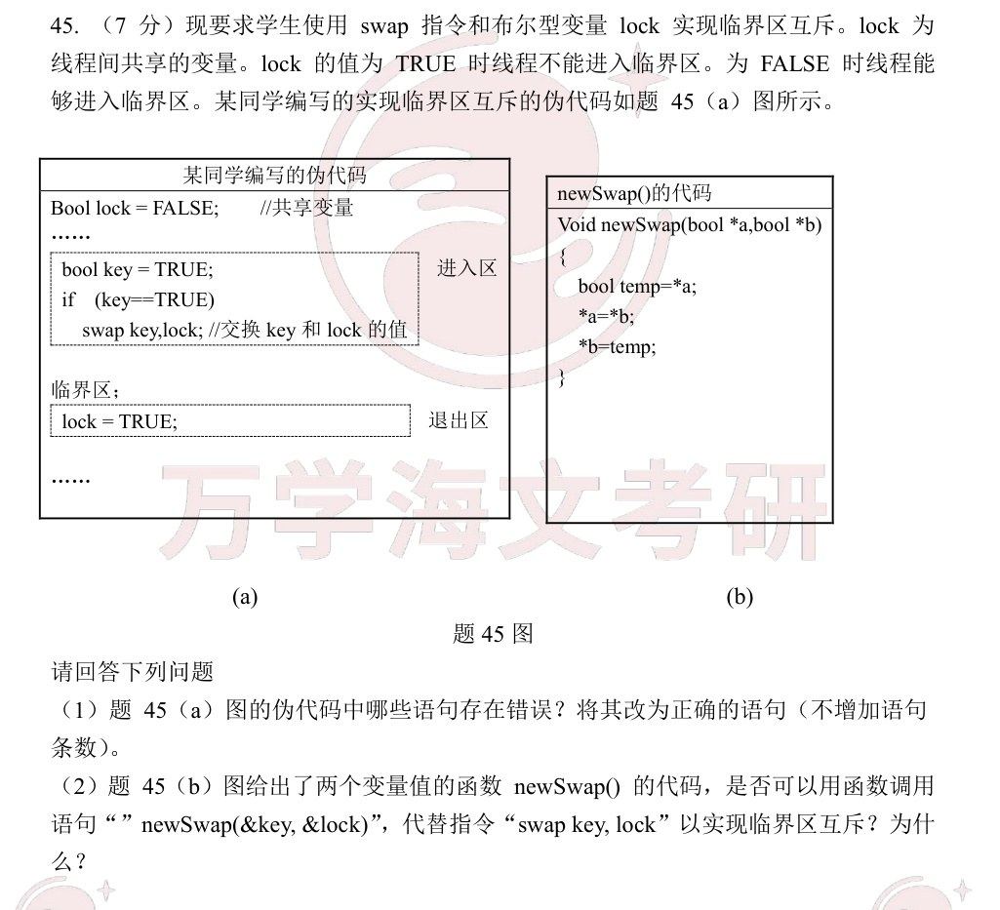 45. （7 分）现要求学生使用 swap 指令和布尔型变量 lock 实现临界区互斥。lock 为
线程间共享的变量。lock 的值为 TRUE 时线程不能进入临界区。为 FALSE 时线程能
够进入临界区。某同学编写的实现临界区互斥的伪代码如题 45（a）图所示。
某同学编写的伪代码
Bool lock = FALSE; //共享变量
……
bool key = TRUE;
进入区
if (key==TRUE)
swap key,lock; //交换 key 和 lock 的值
临界区；
lock = TRUE;
退出区
……
newSwap()的代码
Void newSwap(bool *a,bool *b)
{
bool temp=*a;
*a=*b;
*b=temp;
}
万学海文考研
(a)
(b)
题 45 图
请回答下列问题
（1）题 45（a）图的伪代码中哪些语句存在错误？将其改为正确的语句（不增加语句
条数）。
（2）题 45（b）图给出了两个变量值的函数 newSwap() 的代码，是否可以用函数调用
语句“”newSwap(&key, &lock)”，代替指令“swap key, lock”以实现临界区互斥？为什
么？